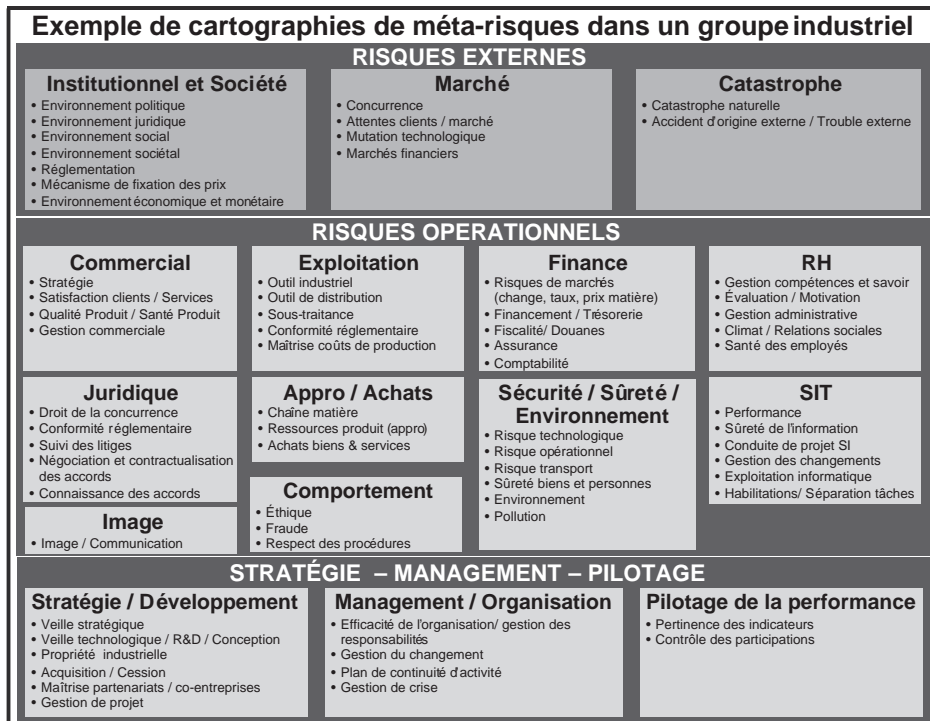 Exemple de cartographies de méta-risques dans un groupe industriel
RISQUES EXTERNES
Institutionnel et Société
• Environnement politique
• Environnement juridique
• Environnement social
• Environnement sociétal
• Réglementation
• Mécanisme de fixation des prix
• Environnement économique et monétaire
Marché
• Concurrence
• Attentes clients / marché
• Mutation technologique
• Marchés financiers
Catastrophe
• Catastrophe naturelle
• Accident d'origine externe / Trouble externe
RISQUES OPERATIONNELS
Commercial
• Stratégie
• Satisfaction clients / Services
• Qualité Produit / Santé Produit
• Gestion commerciale
Exploitation
• Outil industriel
• Outil de distribution
• Sous-traitance
• Conformité réglementaire
• Maîtrise coûts de production
Finance
• Risques de marchés
(change, taux, prix matière)
• Financement / Trésorerie
• Fiscalité/ Douanes
• Assurance
• Comptabilité
RH
• Gestion compétences et savoir
• Évaluation / Motivation
• Gestion administrative
• Climat / Relations sociales
• Santé des employés
Juridique
• Droit de la concurrence
• Conformité réglementaire
• Suivi des litiges
• Négociation et contractualisation
des accords
• Connaissance des accords
Appro / Achats
• Chaîne matière
• Ressources produit (appro)
• Achats biens & services
Sécurité / Sûreté /
Environnement
• Risque technologique
• Risque opérationnel
• Risque transport
• Sûreté biens et personnes
• Environnement
• Pollution
SIT
• Performance
• Sûreté de l'information
• Conduite de projet SI
• Gestion des changements
• Exploitation informatique
• Habilitations/ Séparation tâches
Image
• Image / Communication
Comportement
• Éthique
• Fraude
• Respect des procédures
STRATÉGIE – MANAGEMENT – PILOTAGE
Stratégie / Développement
• Veille stratégique
• Veille technologique / R&D / Conception
• Propriété industrielle
• Acquisition / Cession
• Maîtrise partenariats / co-entreprises
• Gestion de projet
Management / Organisation
• Efficacité de l'organisation/ gestion des
responsabilités
• Gestion du changement
• Plan de continuité d'activité
• Gestion de crise
Pilotage de la performance
• Pertinence des indicateurs
• Contrôle des participations